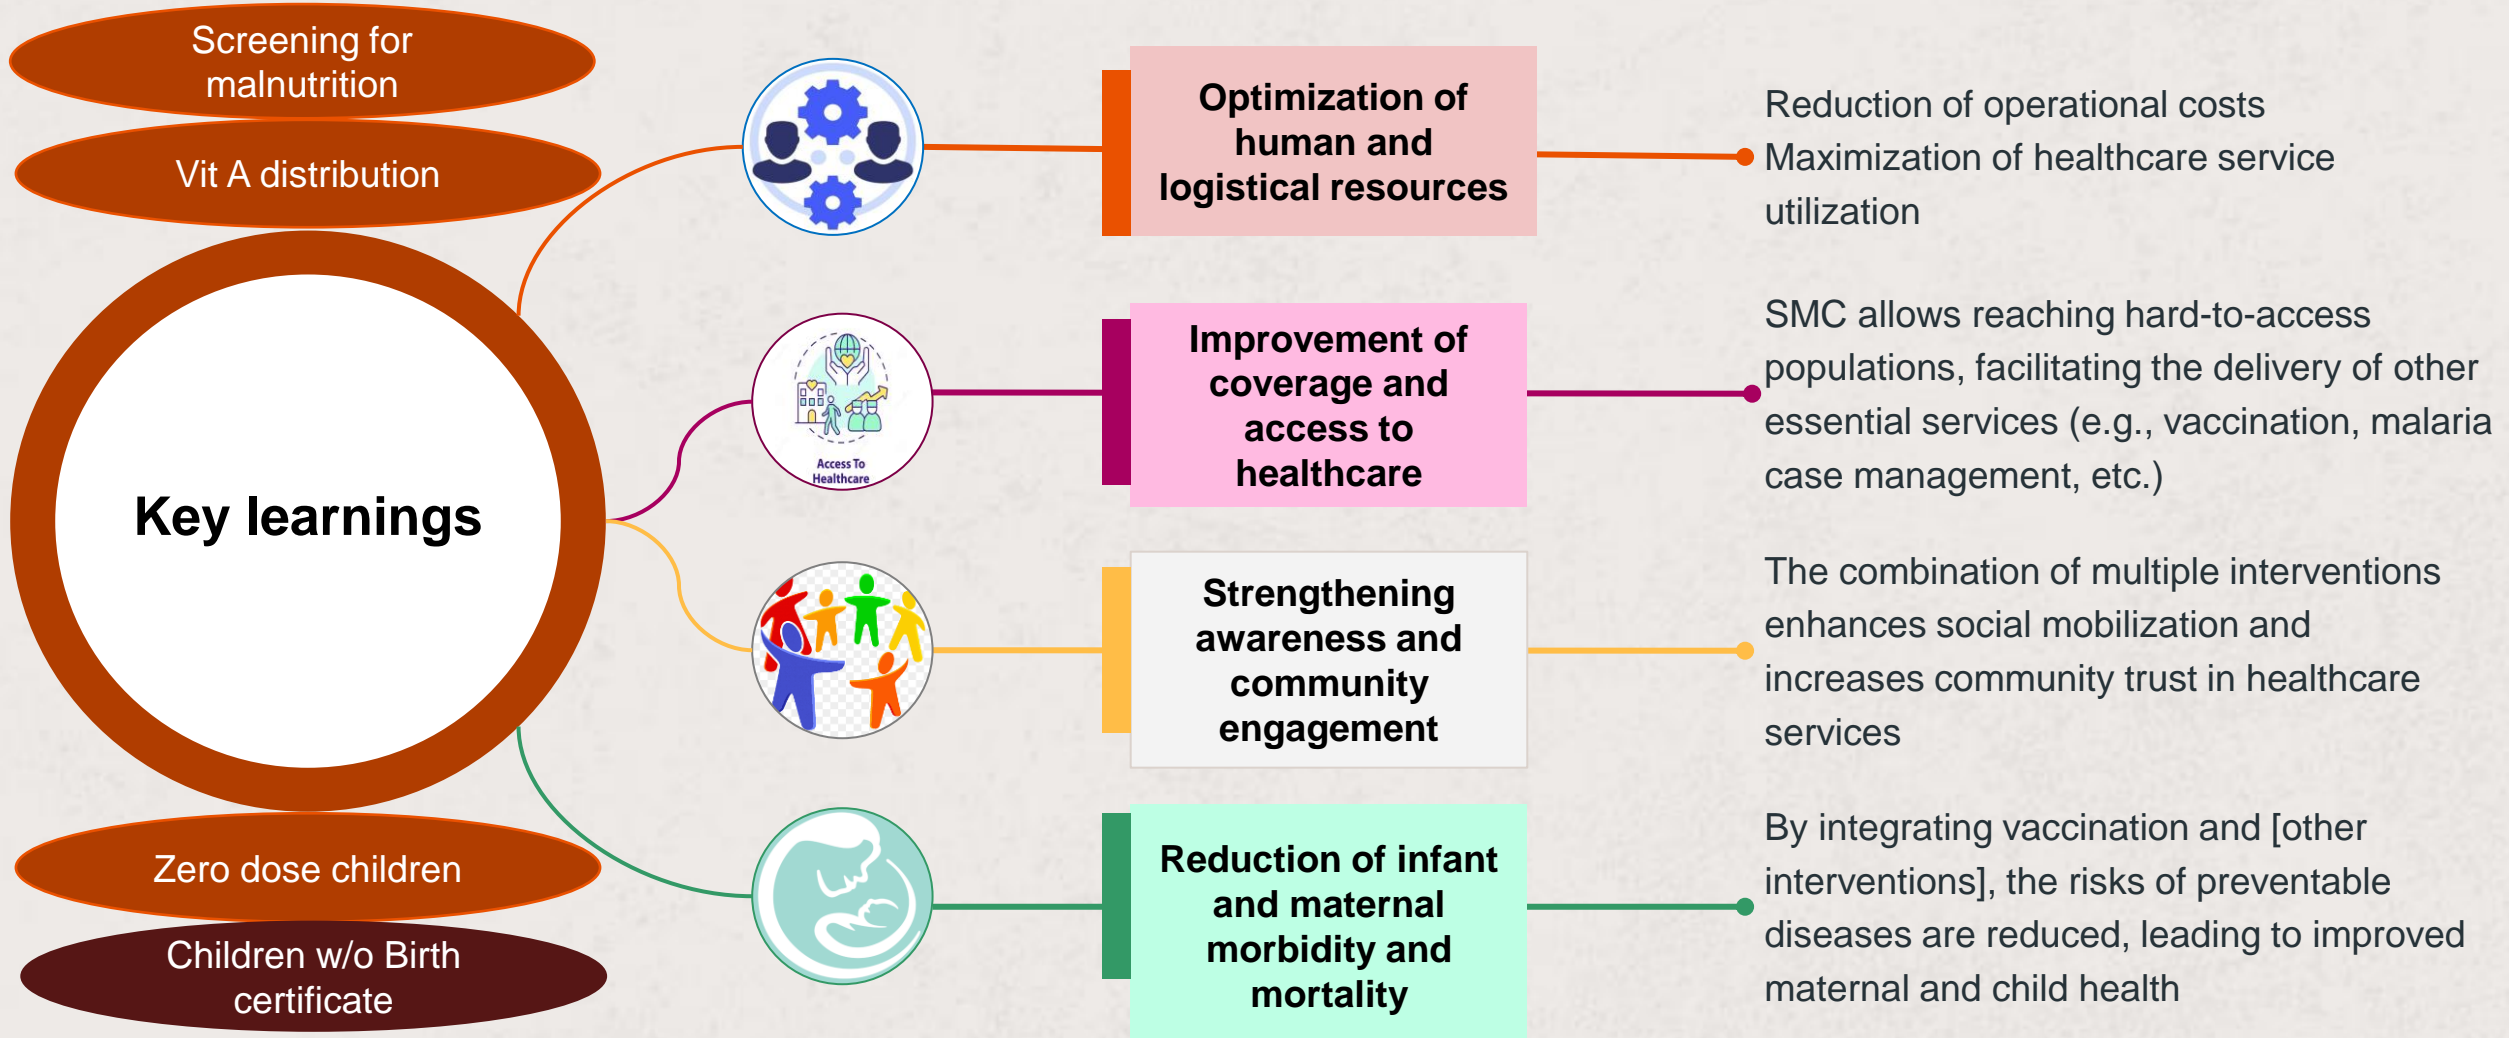 Screening for
malnutrition
Vit A distribution
Key learnings
Zero dose children
Children w/o Birth
certificate
Optimization of
human and
logistical resources
Reduction of operational costs
Maximization of healthcare service
utilization
Access To
Healthcare
Improvement of
coverage and
access to
healthcare
SMC allows reaching hard-to-access
populations, facilitating the delivery of other
essential services (e.g., vaccination, malaria
case management, etc.)
Strengthening
awareness and
community
engagement
The combination of multiple interventions
enhances social mobilization and
increases community trust in healthcare
services
Reduction of infant
and maternal
morbidity and
mortality
By integrating vaccination and [other
interventions], the risks of preventable
diseases are reduced, leading to improved
maternal and child health